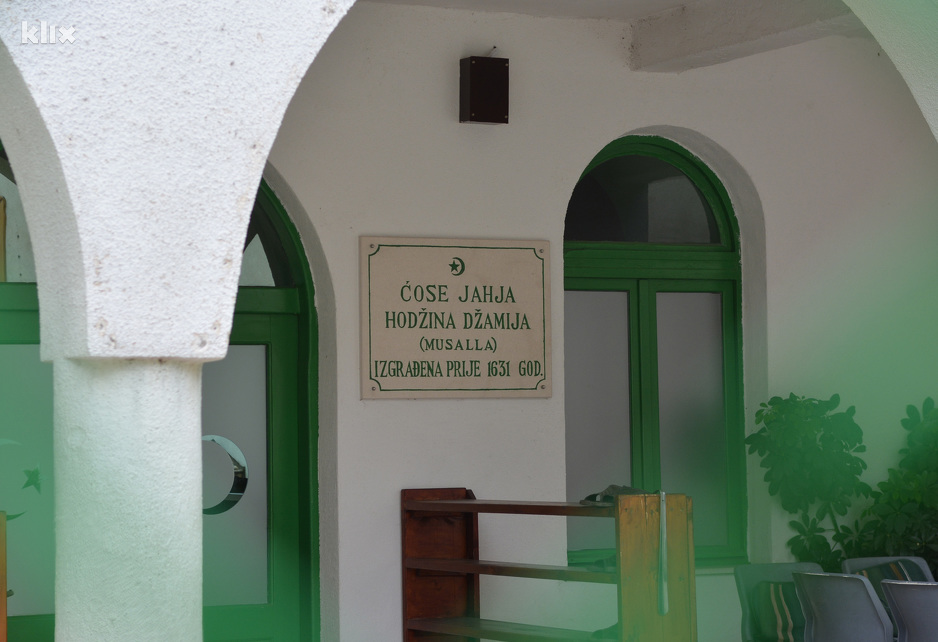 klix
ĆOSE JAHJA
HODŽINA DŽAMIJA
(MUSALLA)
IZGRAĐENA PRIJE 1631 GOD.